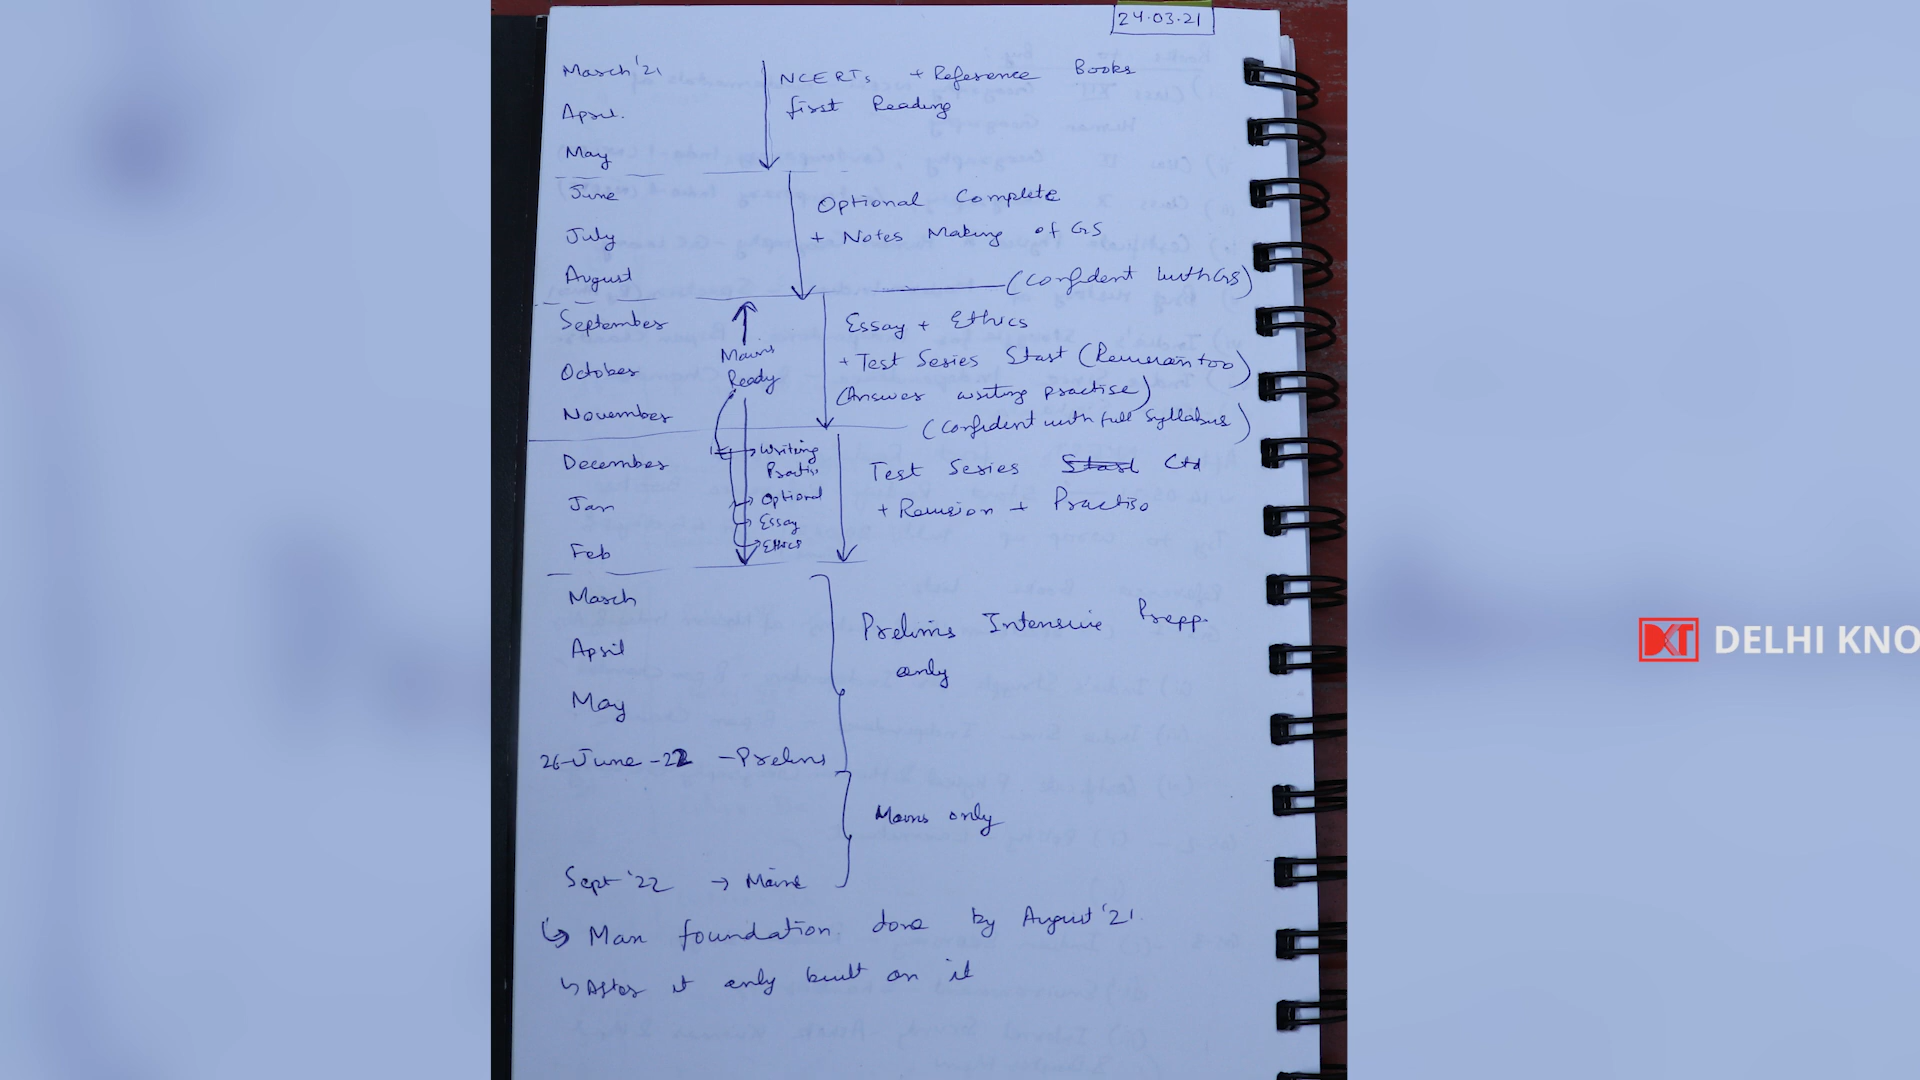 24.03.21
March '21
NCERTs + Reference Books
April.
first Reading
May
June
Optional Complete
July
+ Notes Making of GS
August
(Confident with GS)
September
Essay + Ethics
Mains
Ready
+ Test Series Start
October
(Answer writing practise)
November
(Confident with full syllabus)
December
Writing
Test Series Start Ctd
Jan
Optional
+ Revision + Practise
Essay
Feb
Ethics
March
Prelims Intensive Prepp.
April
only
May
26-June-22 - Prelims
Mains only
Sept '22 → Mains
↳ Main foundation done by August '21.
↳ After it only built on it
DKT DELHI KNO